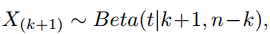 X_{(k+1)} ~ Beta(t|k+1, n−k),